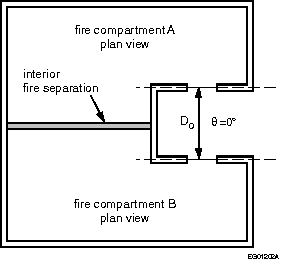 fire compartment A
plan view
interior
fire separation
Do
θ = 0°
fire compartment B
plan view
EG01202A